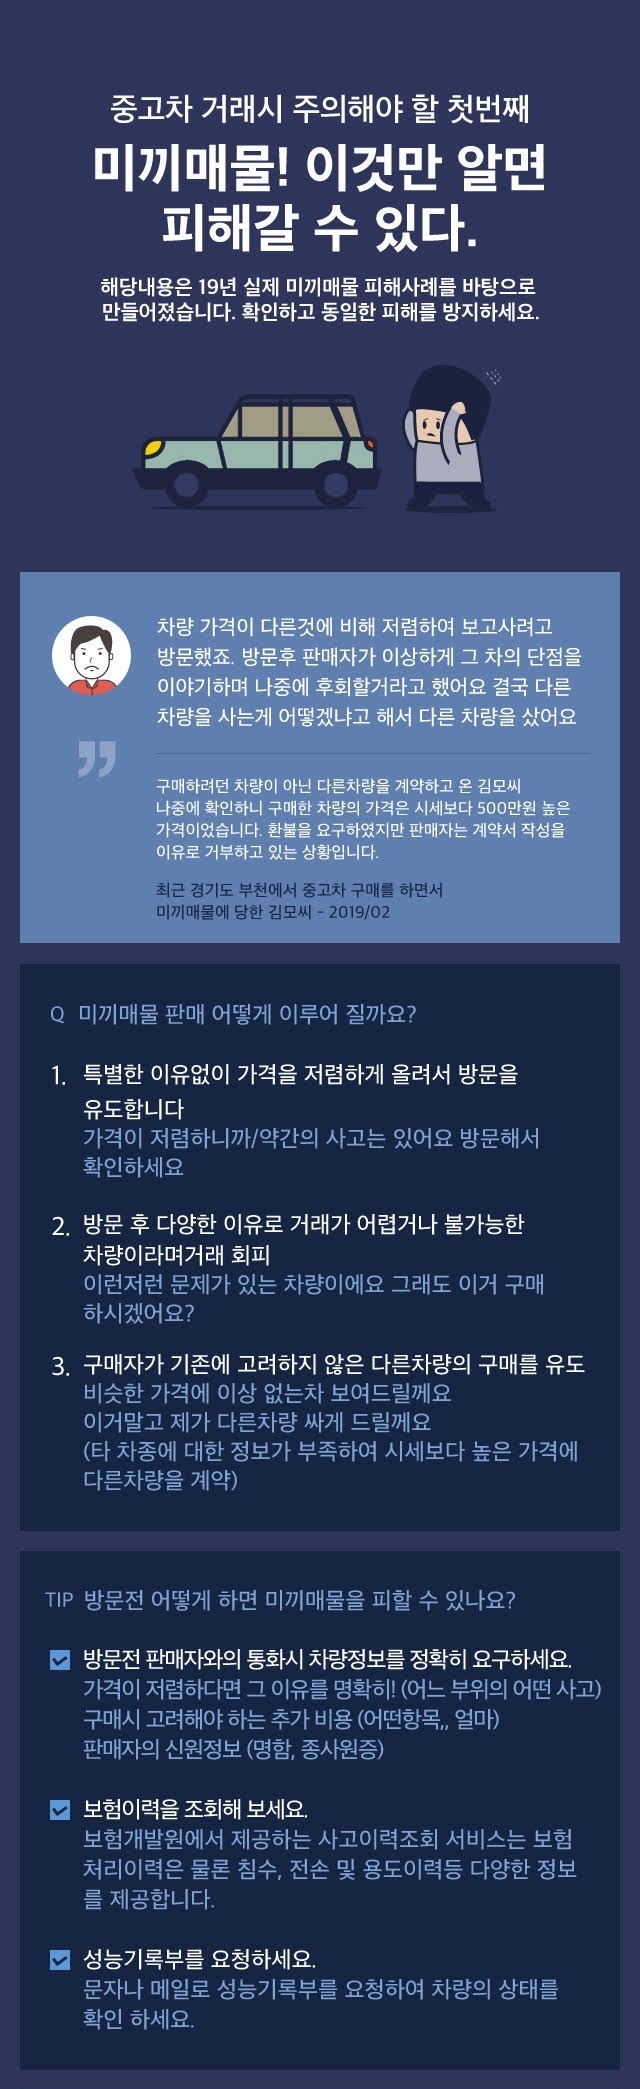 중고차 거래시 주의해야 할 첫번째
미끼매물! 이것만 알면
피해갈 수 있다.
해당내용은 19년 실제 미끼매물 피해사례를 바탕으로
만들어졌습니다. 확인하고 동일한 피해를 방지하세요.
차량 가격이 다른것에 비해 저렴하여 보고사려고
방문했죠. 방문후 판매자가 이상하게 그 차의 단점을
이야기하며 나중에 후회할거라고 했어요 결국 다른
차량을 사는게 어떻겠냐고 해서 다른 차량을 샀어요
”
구매하려던 차량이 아닌 다른차량을 계약하고 온 김모씨
나중에 확인하니 구매한 차량의 가격은 시세보다 500만원 높은
가격이었습니다. 환불을 요구하였지만 판매자는 계약서 작성을
이유로 거부하고 있는 상황입니다.
최근 경기도 부천에서 중고차 구매를 하면서
미끼매물에 당한 김모씨 - 2019/02
Q 미끼매물 판매 어떻게 이루어 질까요?
1. 특별한 이유없이 가격을 저렴하게 올려서 방문을
유도합니다
가격이 저렴하니까/약간의 사고는 있어요 방문해서
확인하세요
2. 방문 후 다양한 이유로 거래가 어렵거나 불가능한
차량이라며거래 회피
이런저런 문제가 있는 차량이에요 그래도 이거 구매
하시겠어요?
3. 구매자가 기존에 고려하지 않은 다른차량의 구매를 유도
비슷한 가격에 이상 없는차 보여드릴께요
이거말고 제가 다른차량 싸게 드릴께요
(타 차종에 대한 정보가 부족하여 시세보다 높은 가격에
다른차량을 계약)
TIP 방문전 어떻게 하면 미끼매물을 피할 수 있나요?
방문전 판매자와의 통화시 차량정보를 정확히 요구하세요.
가격이 저렴하다면 그 이유를 명확히! (어느 부위의 어떤 사고)
구매시 고려해야 하는 추가 비용 (어떤항목,, 얼마)
판매자의 신원정보 (명함, 종사원증)
보험이력을 조회해 보세요.
보험개발원에서 제공하는 사고이력조회 서비스는 보험
처리이력은 물론 침수, 전손 및 용도이력등 다양한 정보
를 제공합니다.
성능기록부를 요청하세요.
문자나 메일로 성능기록부를 요청하여 차량의 상태를
확인 하세요.